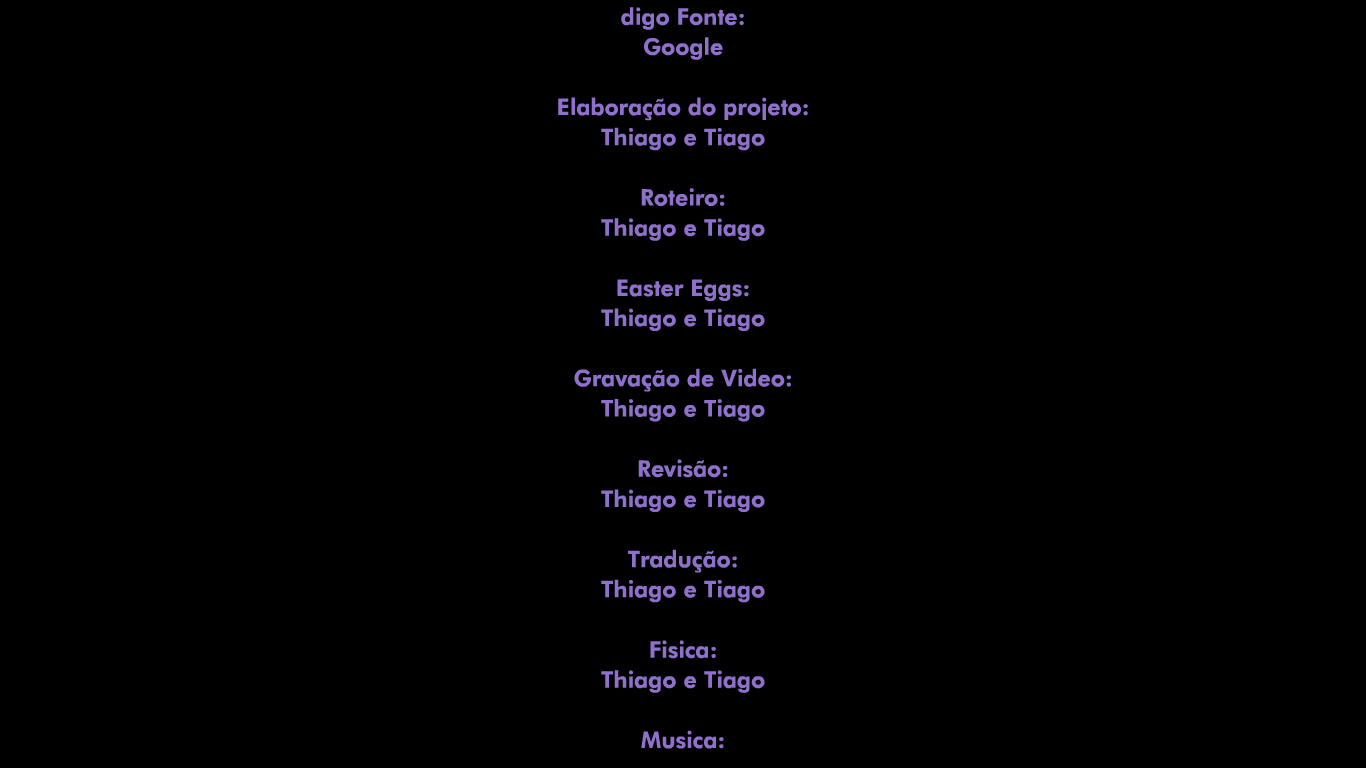 digo Fonte:
Google
Elaboração do projeto:
Thiago e Tiago
Roteiro:
Thiago e Tiago
Easter Eggs:
Thiago e Tiago
Gravação de Video:
Thiago e Tiago
Revisão:
Thiago e Tiago
Tradução:
Thiago e Tiago
Fisica:
Thiago e Tiago
Musica: